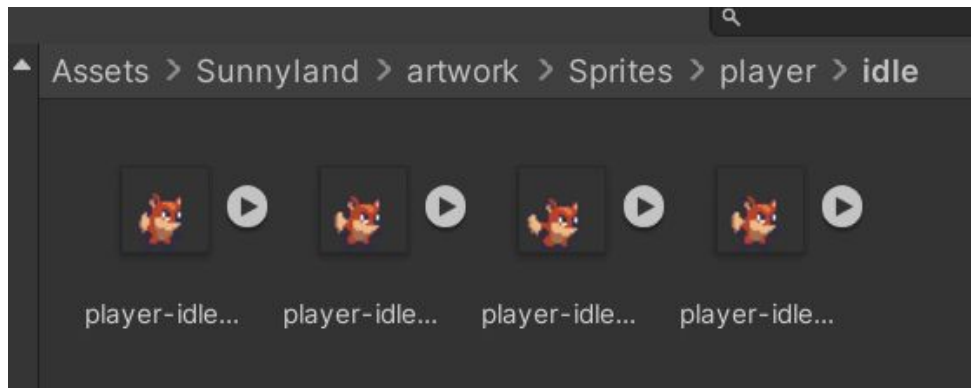 Assets > Sunnyland > artwork > Sprites > player > idle
player-idle... player-idle... player-idle... player-idle...